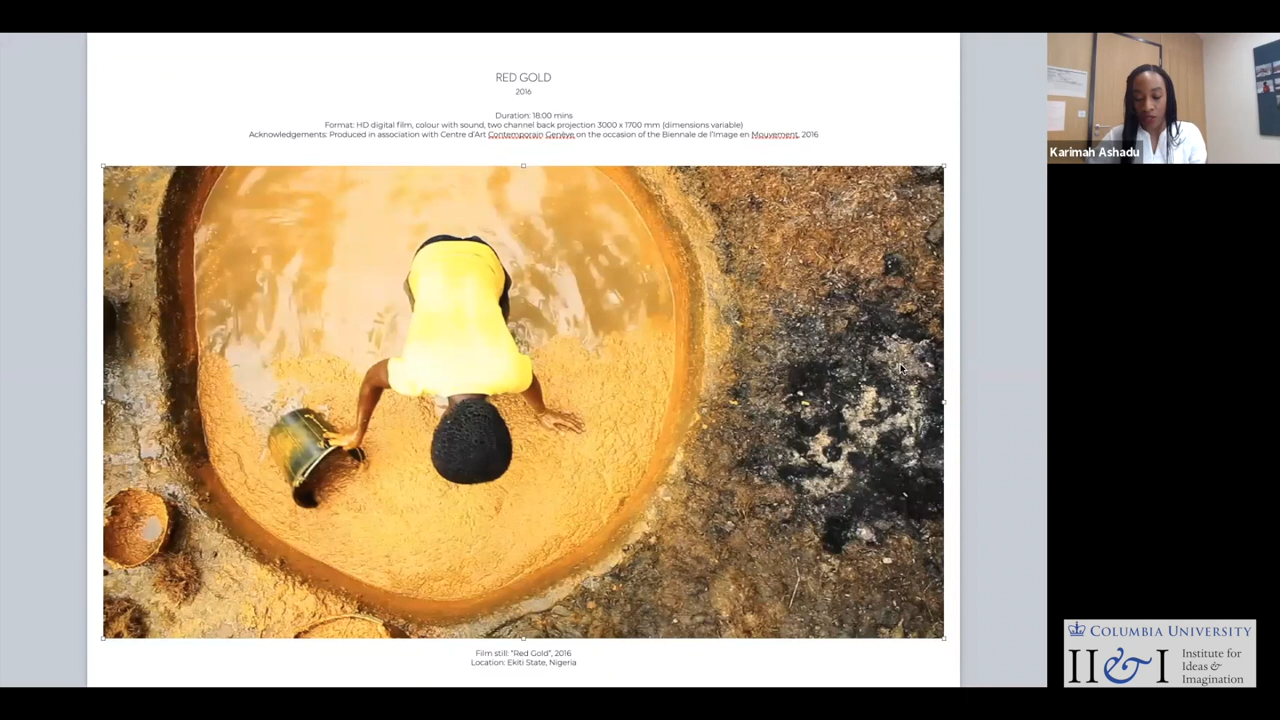 RED GOLD
2016
Duration: 18:00 mins
Format: HD digital film, colour with sound, two channel back projection 3000 x 1700 mm (dimensions variable)
Acknowledgements: Produced in association with Centre d'Art Contemporain Genève on the occasion of the Biennale de l'Image en Mouvement, 2016
Film still: "Red Gold", 2016
Location: Ekiti State, Nigeria
Karimah Ashadu
COLUMBIA UNIVERSITY
II&I
Institute for
Ideas &
Imagination